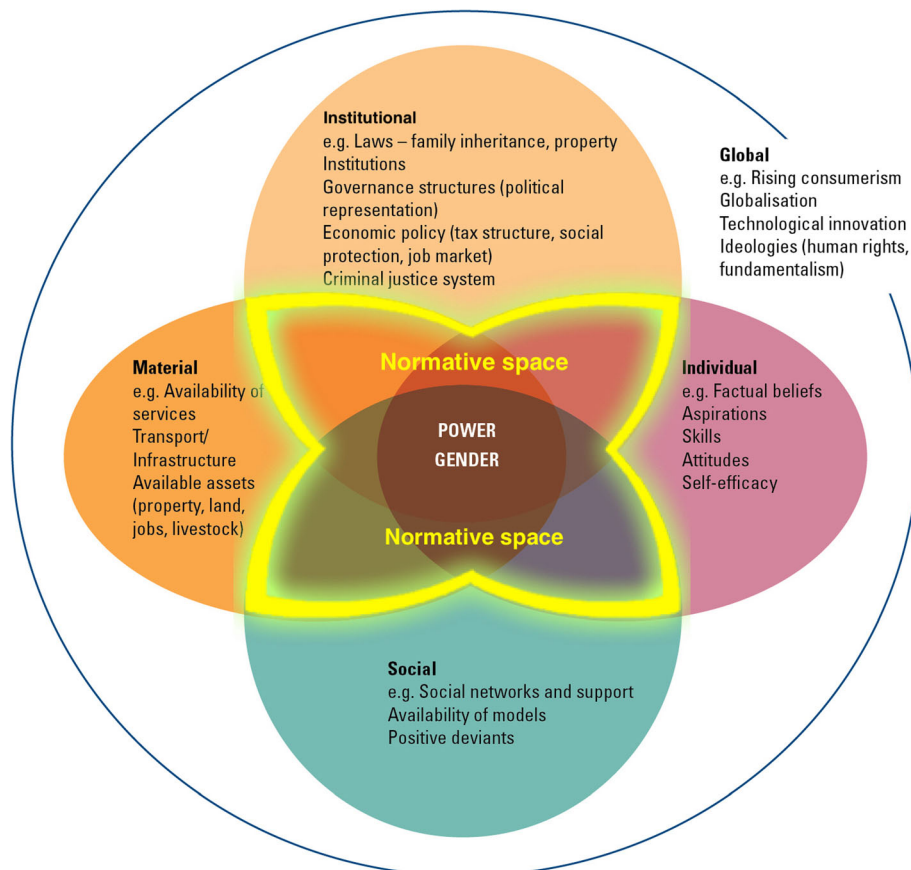 Institutional
e.g. Laws – family inheritance, property
Institutions
Governance structures (political
representation)
Economic policy (tax structure, social
protection, job market)
Criminal justice system
Global
e.g. Rising consumerism
Globalisation
Technological innovation
Ideologies (human rights,
fundamentalism)
Material
e.g. Availability of
services
Transport/
Infrastructure
Available assets
(property, land,
jobs, livestock)
Normative space
POWER
GENDER
Normative space
Individual
e.g. Factual beliefs
Aspirations
Skills
Attitudes
Self-efficacy
Social
e.g. Social networks and support
Availability of models
Positive deviants